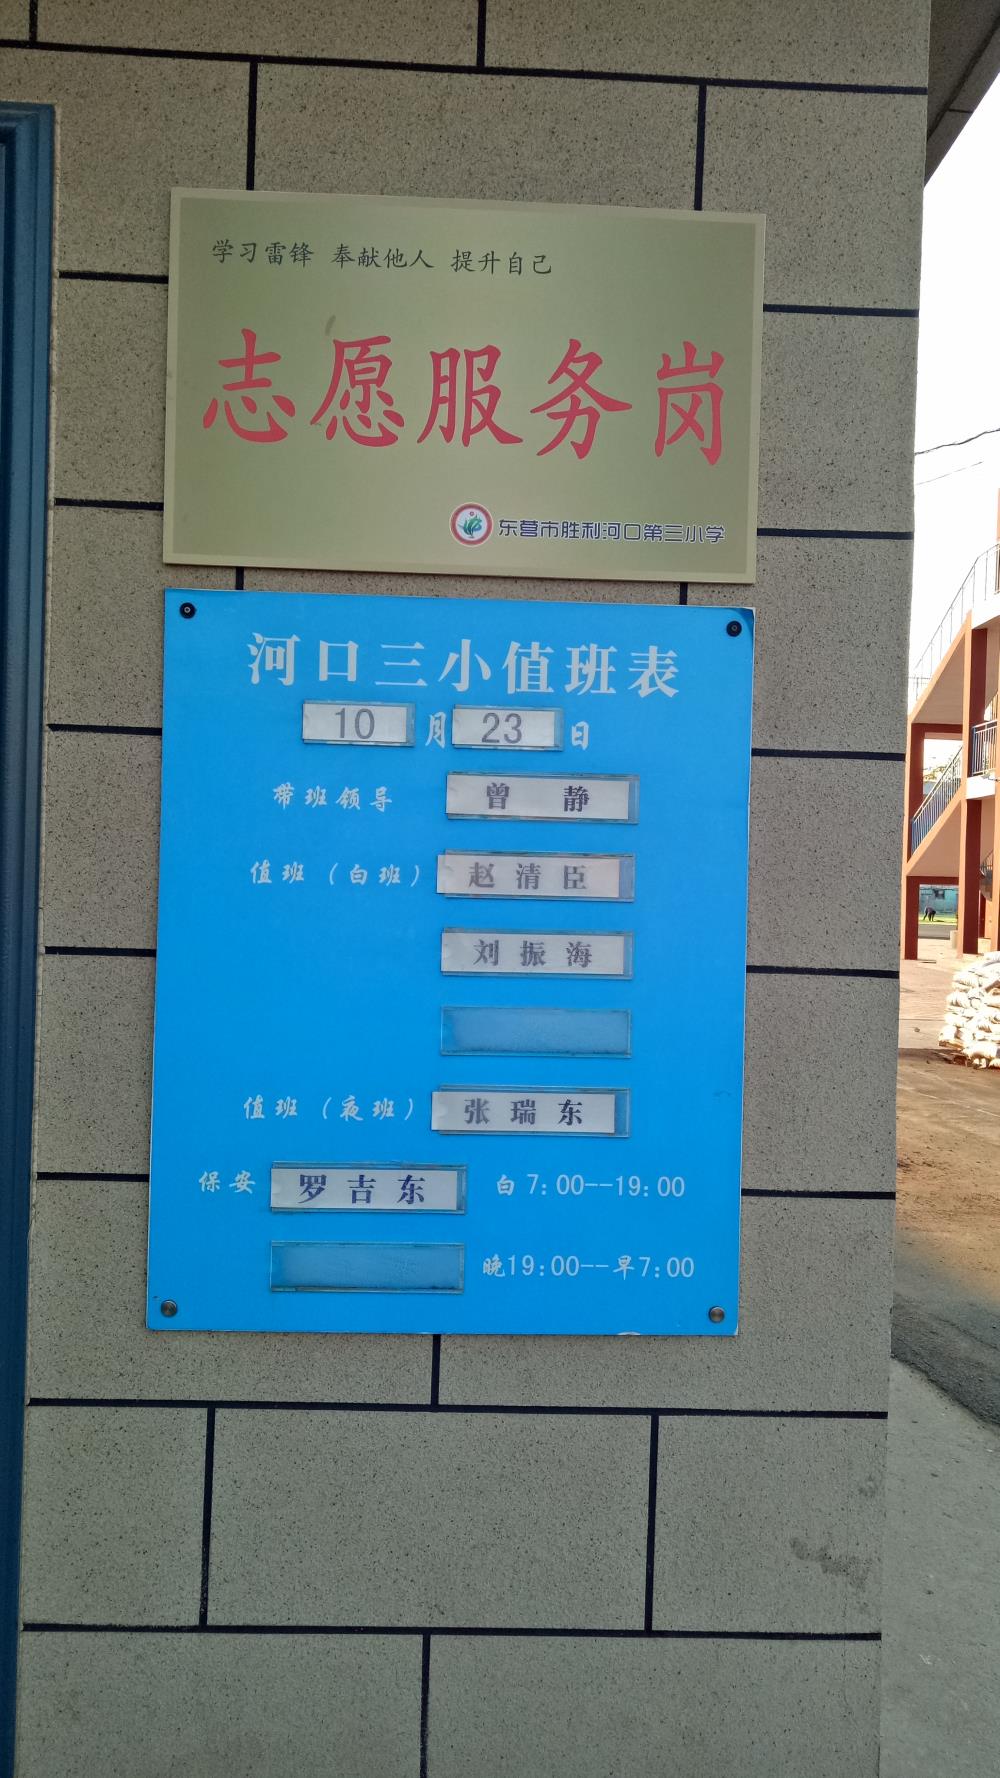 学习雷锋 奉献他人 提升自己
志愿服务岗
东营市胜利河口第三小学
河口三小值班表
10 月 23 日
带班领导 曾 静
值班（白班） 赵清臣
刘振海
值班（夜班） 张瑞东
保安 罗吉东 白7:00--19:00
晚19:00--早7:00